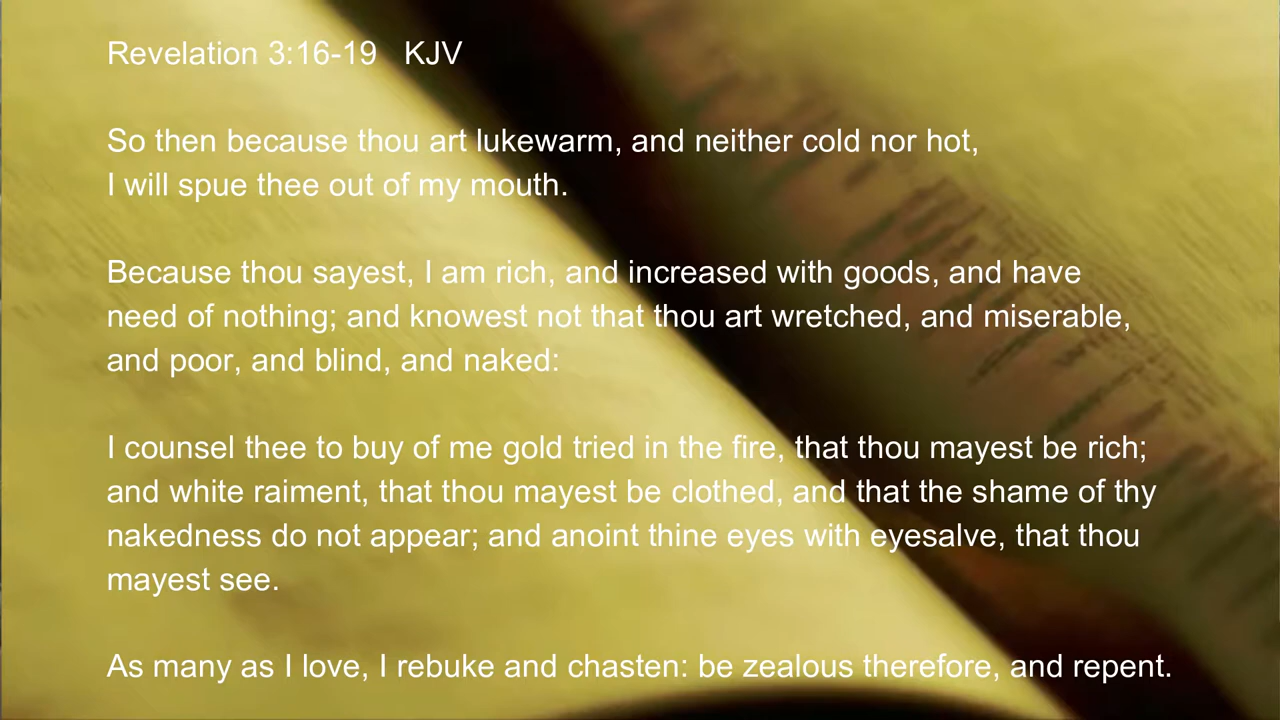 Revelation 3:16-19 KJV
So then because thou art lukewarm, and neither cold nor hot,
I will spue thee out of my mouth.
Because thou sayest, I am rich, and increased with goods, and have
need of nothing; and knowest not that thou art wretched, and miserable,
and poor, and blind, and naked:
I counsel thee to buy of me gold tried in the fire, that thou mayest be rich;
and white raiment, that thou mayest be clothed, and that the shame of thy
nakedness do not appear; and anoint thine eyes with eyesalve, that thou
mayest see.
As many as I love, I rebuke and chasten: be zealous therefore, and repent.